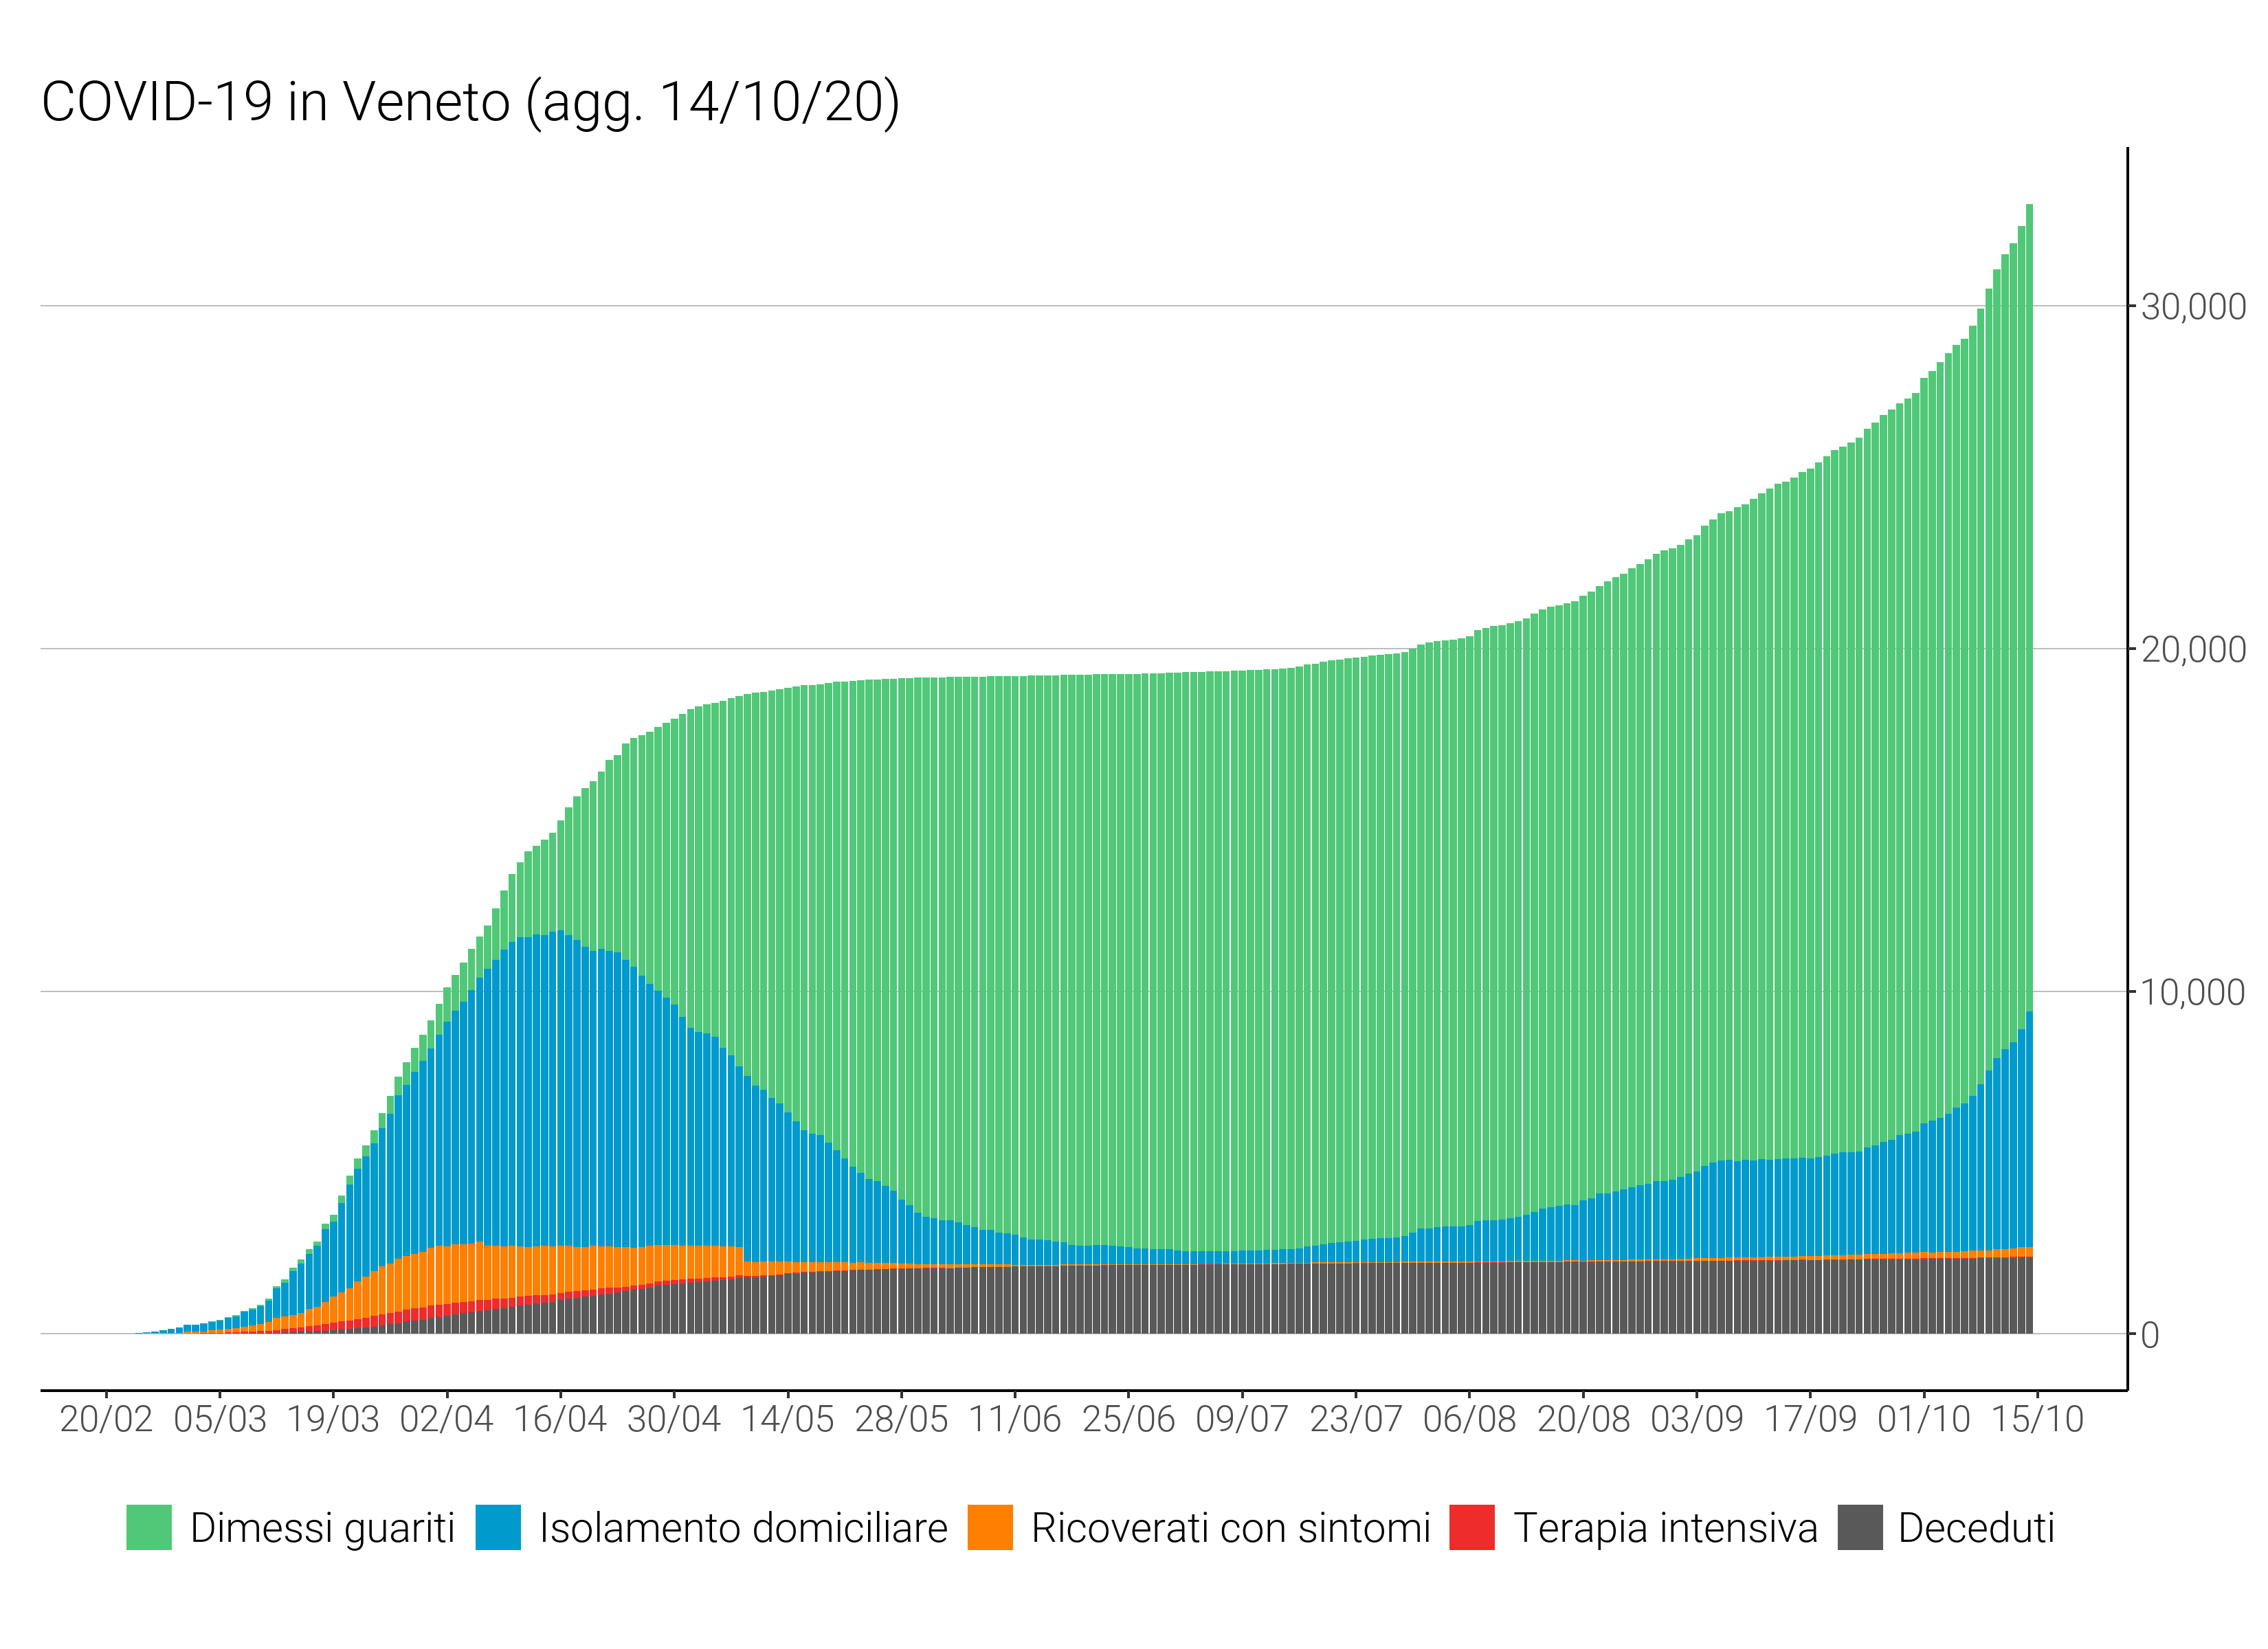 COVID-19 in Veneto (agg. 14/10/20)
30,000
20,000
10,000
0
20/02 05/03 19/03 02/04 16/04 30/04 14/05 28/05 11/06 25/06 09/07 23/07 06/08 20/08 03/09 17/09 01/10 15/10
Dimessi guariti Isolamento domiciliare Ricoverati con sintomi Terapia intensiva Deceduti